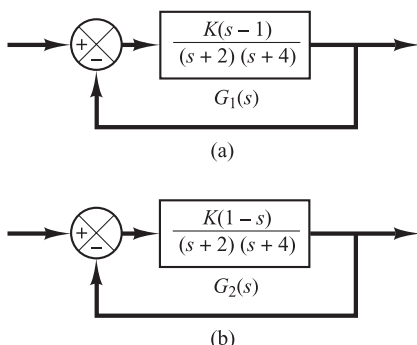 K(s − 1)
+
−
(s + 2) (s + 4)
G₁(s)
(a)
K(1 − s)
+
−
(s + 2) (s + 4)
G₂(s)
(b)